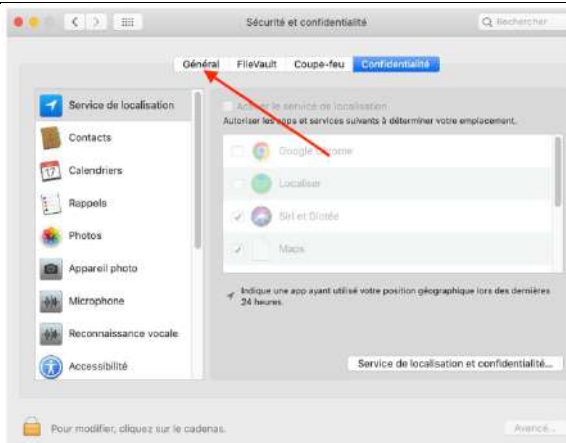 Sécurité et confidentialité
Rechercher
Général
FileVault
Coupe-feu
Confidentialité
Service de localisation
Contacts
Calendriers
17
Rappels
Photos
Appareil photo
Microphone
Reconnaissance vocale
Accessibilité
Activer le service de localisation
Autoriser les apps et services suivants à déterminer votre emplacement.
Google Chrome
Localiser
Siri et Dictée
Maps
Indique une app ayant utilisé votre position géographique lors des dernières
24 heures.
Service de localisation et confidentialité...
Pour modifier, cliquez sur le cadenas.
Avancé...